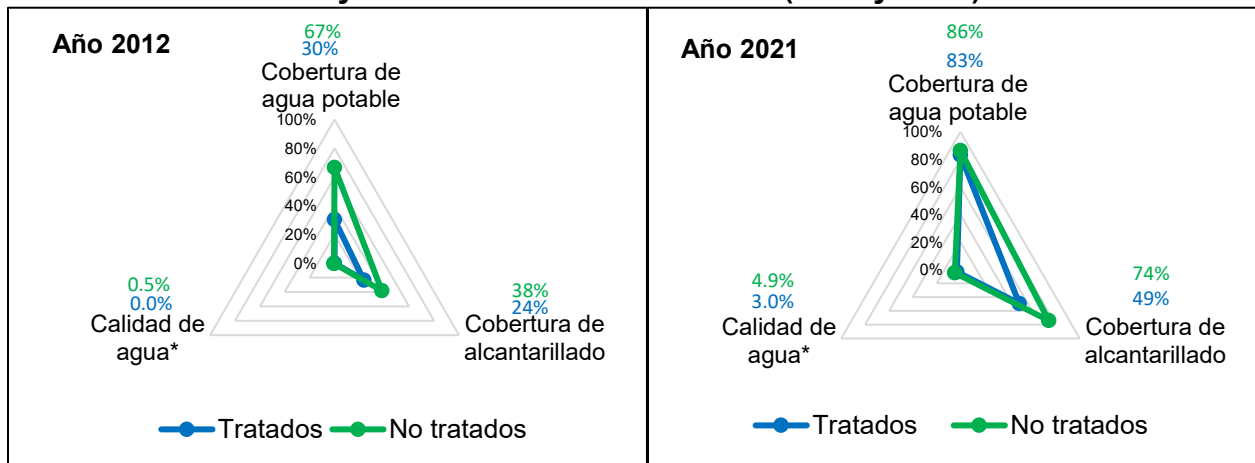 Año 2012
67%
30%
Cobertura de
agua potable
100%
80%
60%
40%
20%
0%
0.5%
0.0%
Calidad de
agua*
38%
24%
Cobertura de
alcantarillado
Tratados
No tratados
Año 2021
86%
83%
Cobertura de
agua potable
100%
80%
60%
40%
20%
0%
4.9%
3.0%
Calidad de
agua*
74%
49%
Cobertura de
alcantarillado
Tratados
No tratados